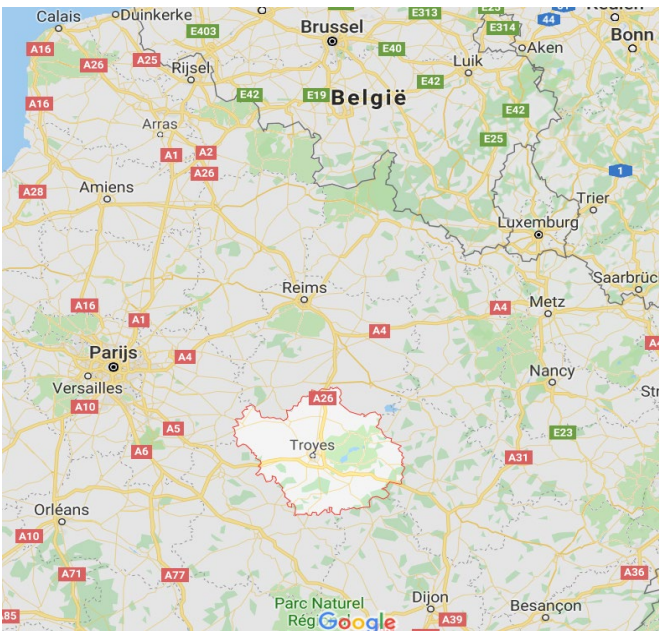 Calais
Duinkerke
E403
Brussel
E313
E314
44
Bonn
A16
A26
A25
Rijsel
E40
Luik
Aken
E42
E19
België
E42
E42
A16
Arras
A1
A2
A26
E25
1
A28
Amiens
Trier
Luxemburg
Reims
Saarbrüc
A16
A1
A4
Metz
A4
Parijs
A4
Versailles
Nancy
A10
A26
A5
Troyes
E23
A6
A31
Orléans
A10
A71
A77
A36
Parc Naturel
Rég
Google
Dijon
A39
Besançon